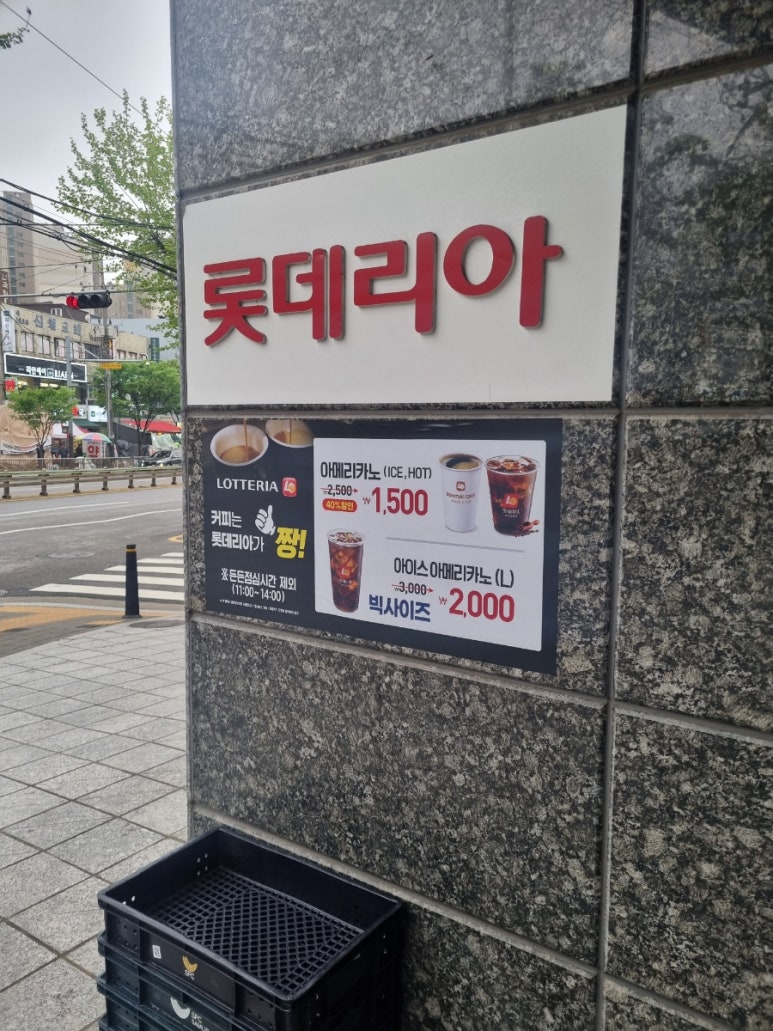 롯데리아
LOTTERIA
커피는
롯데리아가
짱!
※든든점심시간 제외
(11:00~14:00)
아메리카노 (ICE, HOT)
₩2,500
40%할인
₩1,500
아이스 아메리카노 (L)
₩3,000
빅사이즈
₩2,000
SPC
SPC